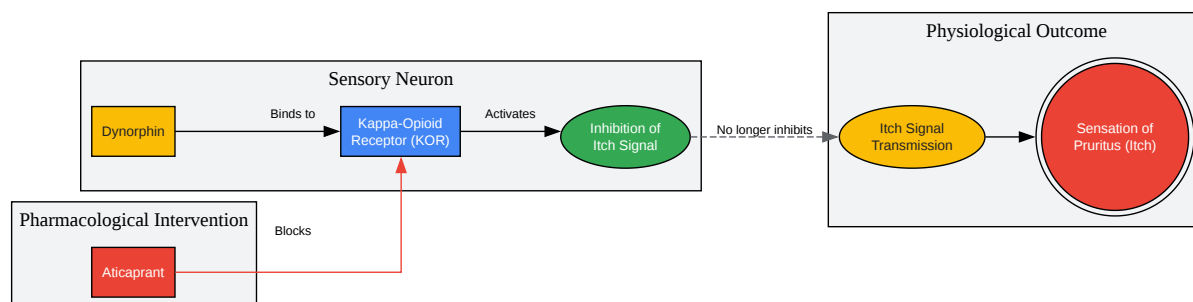 Physiological Outcome
Sensory Neuron
Dynorphin
Binds to
Kappa-Opioid
Receptor (KOR)
Activates
Inhibition of
Itch Signal
No longer inhibits
Itch Signal
Transmission
Sensation of
Pruritus (Itch)
Pharmacological Intervention
Blocks
Aticaprant